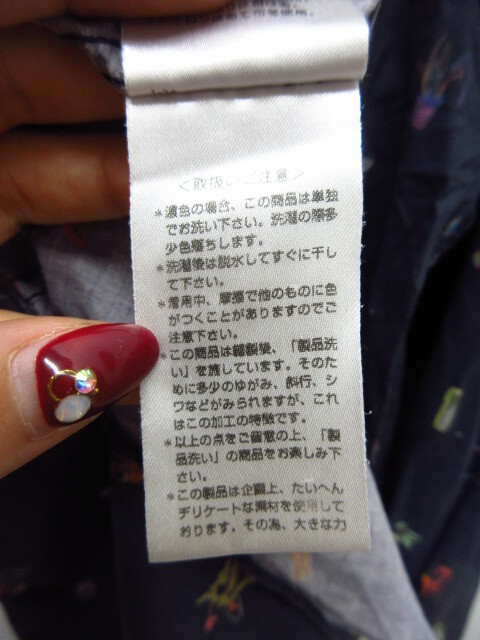 ＜取扱いご注意＞
＊濃色の場合、この商品は単独
でお洗い下さい。洗濯の際多
少色落ちします。
＊洗濯後は脱水してすぐに干し
て下さい。
＊着用中、摩擦で他のものに色
がつくことがありますのでご
注意下さい。
＊この商品は縫製後、「製品洗
い」を施しています。そのた
めに多少のゆがみ、斜行、シ
ワなどがみられますが、これ
はこの加工の特徴です。
＊以上の点をご留意の上、「製
品洗い」の商品をお楽しみ下
さい。
＊この製品は企画上、たいへん
デリケートな素材を使用して
おります。その為、大きな力